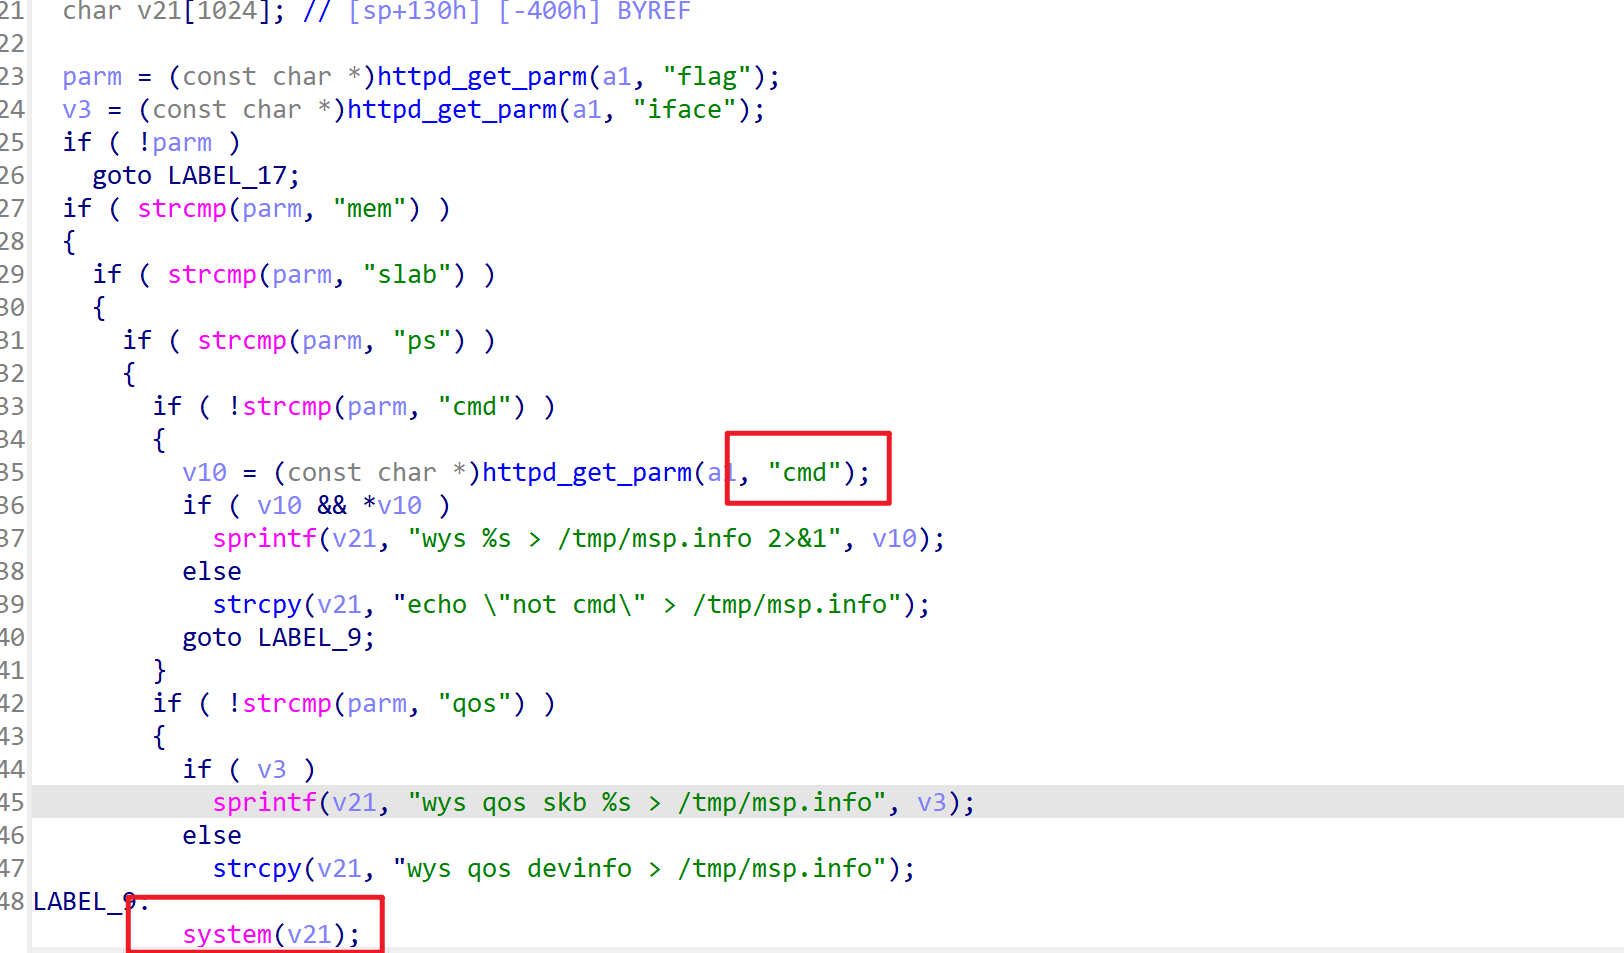 21 char v21[1024]; // [sp+130h] [-400h] BYREF
22
23 parm = (const char *)httpd_get_parm(a1, "flag");
24 v3 = (const char *)httpd_get_parm(a1, "iface");
25 if ( !parm )
26 goto LABEL_17;
27 if ( strcmp(parm, "mem") )
28 {
29 if ( strcmp(parm, "slab") )
30 {
31 if ( strcmp(parm, "ps") )
32 {
33 if ( !strcmp(parm, "cmd") )
34 {
35 v10 = (const char *)httpd_get_parm(a1, "cmd");
36 if ( v10 && *v10 )
37 sprintf(v21, "wys %s > /tmp/msp.info 2>&1", v10);
38 else
39 strcpy(v21, "echo \"not cmd\" > /tmp/msp.info");
40 goto LABEL_9;
41 }
42 if ( !strcmp(parm, "qos") )
43 {
44 if ( v3 )
45 sprintf(v21, "wys qos skb %s > /tmp/msp.info", v3);
46 else
47 strcpy(v21, "wys qos devinfo > /tmp/msp.info");
48 LABEL_9:
system(v21);